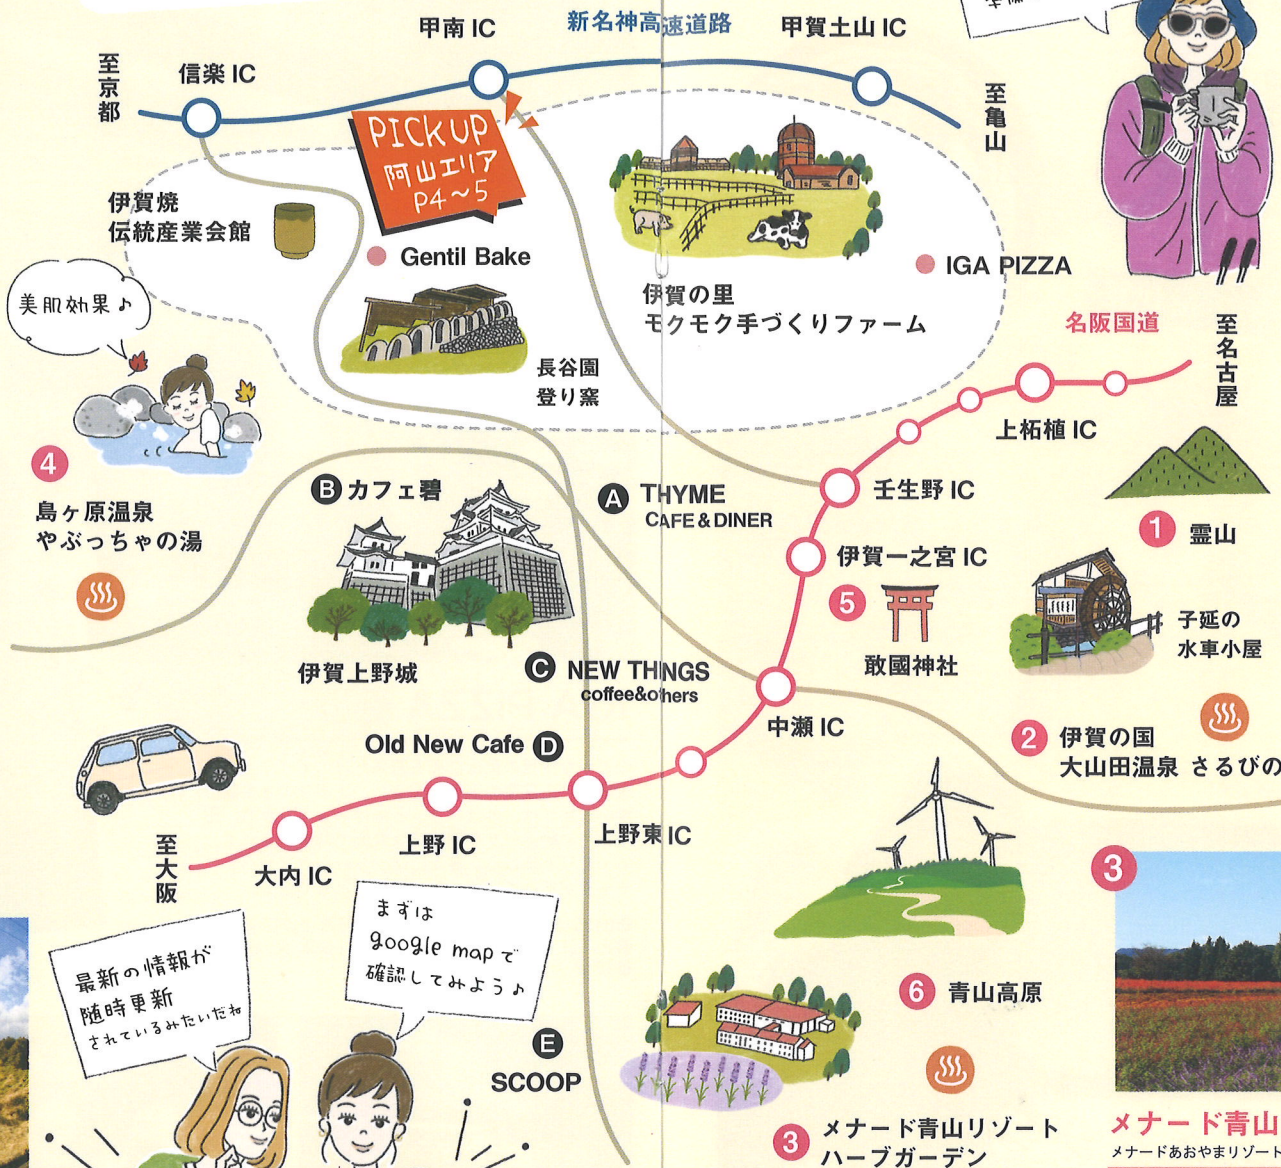 甲南 IC
新名神高速道路
甲賀土山 IC
至京都
信楽 IC
至亀山
PICK UP
阿山エリア
P4～5
伊賀焼
伝統産業会館
Gentil Bake
IGA PIZZA
伊賀の里
モクモク手づくりファーム
美肌効果♪
長谷園
登り窯
名阪国道
至名古屋
上柘植 IC
4
島ヶ原温泉
やぶっちゃの湯
B カフェ碧
A THYME
CAFE & DINER
壬生野 IC
1 霊山
伊賀一之宮 IC
5
敢國神社
子延の
水車小屋
伊賀上野城
C NEW THINGS
coffee&others
中瀬 IC
2 伊賀の国
大山田温泉 さるびの
Old New Cafe D
上野東 IC
上野 IC
大内 IC
至大阪
3
まずは
google mapで
確認してみよう♪
最新の情報が
随時更新
されているみたいだね
6 青山高原
E
SCOOP
3 メナード青山リゾート
ハーブガーデン
メナード青山
メナードあおやまリゾート